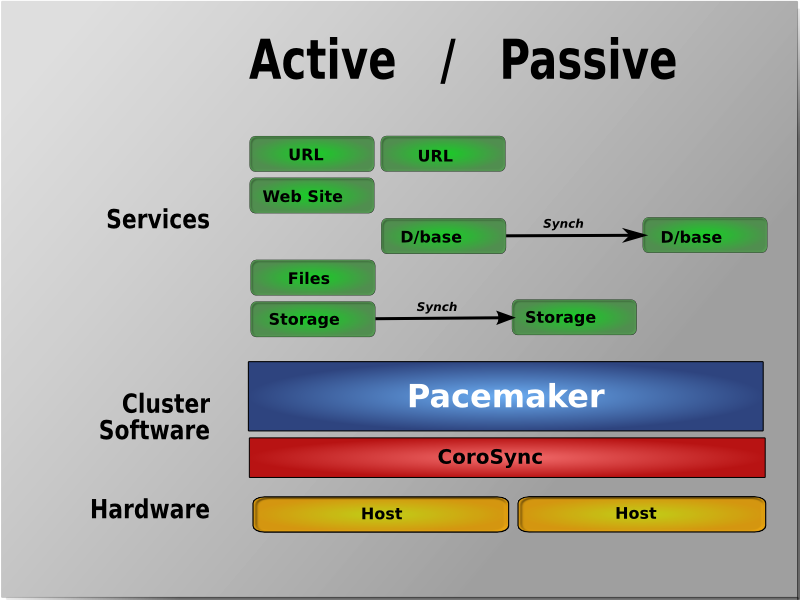 Active / Passive
URL URL
Web Site
Services
D/base Synch D/base
Files
Storage Synch Storage
Cluster
Software
Pacemaker
CoroSync
Hardware
Host Host